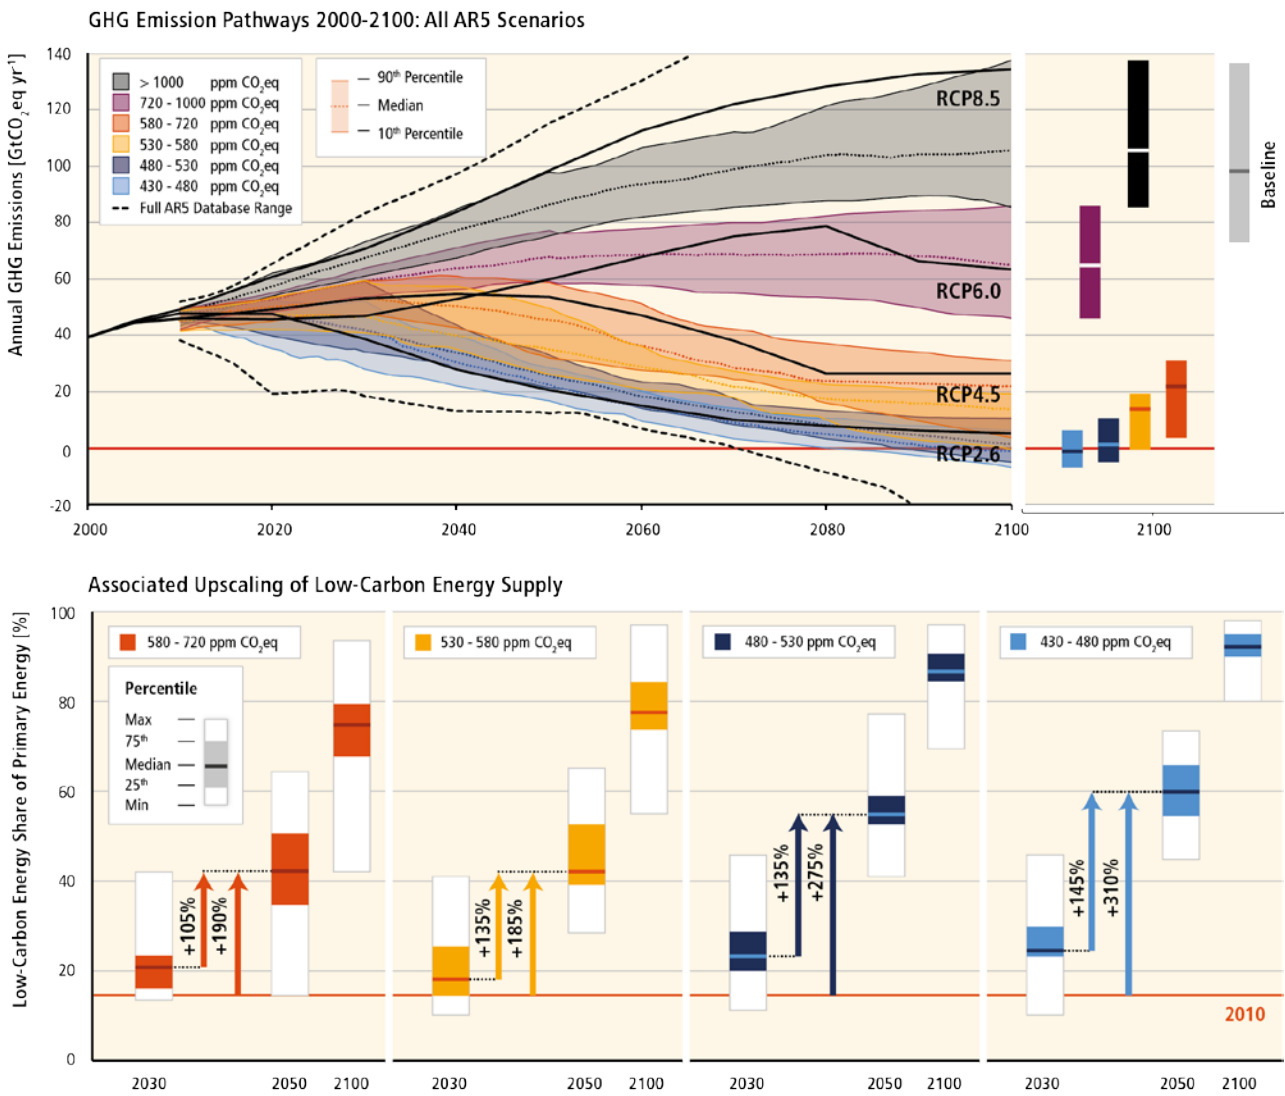 GHG Emission Pathways 2000-2100: All AR5 Scenarios
Annual GHG Emissions [GtCO2eq yr-1]
140
120
100
80
60
40
20
0
-20
> 1000 ppm CO2eq
720 - 1000 ppm CO2eq
580 - 720 ppm CO2eq
530 - 580 ppm CO2eq
480 - 530 ppm CO2eq
430 - 480 ppm CO2eq
Full AR5 Database Range
90th Percentile
Median
10th Percentile
RCP8.5
RCP6.0
RCP4.5
RCP2.6
Baseline
2000 2020 2040 2060 2080 2100 2100
Associated Upscaling of Low-Carbon Energy Supply
Low-Carbon Energy Share of Primary Energy [%]
100
80
60
40
20
0
580 - 720 ppm CO2eq
Percentile
Max
75th
Median
25th
Min
+105%
+190%
2030 2050 2100
530 - 580 ppm CO2eq
+135%
+185%
2030 2050 2100
480 - 530 ppm CO2eq
+135%
+275%
2030 2050 2100
430 - 480 ppm CO2eq
+145%
+310%
2010
2030 2050 2100